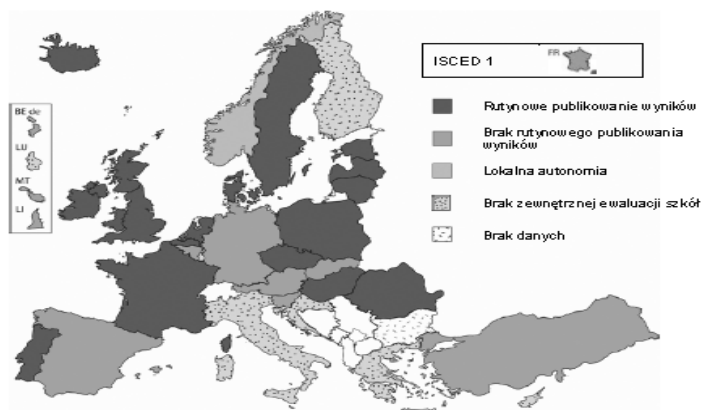 ISCED 1
FR
Rutynowe publikowanie wyników
Brak rutynowego publikowania
wyników
Lokalna autonomia
Brak zewnętrznej ewaluacji szkół
Brak danych
BE de
LU
MT
LI